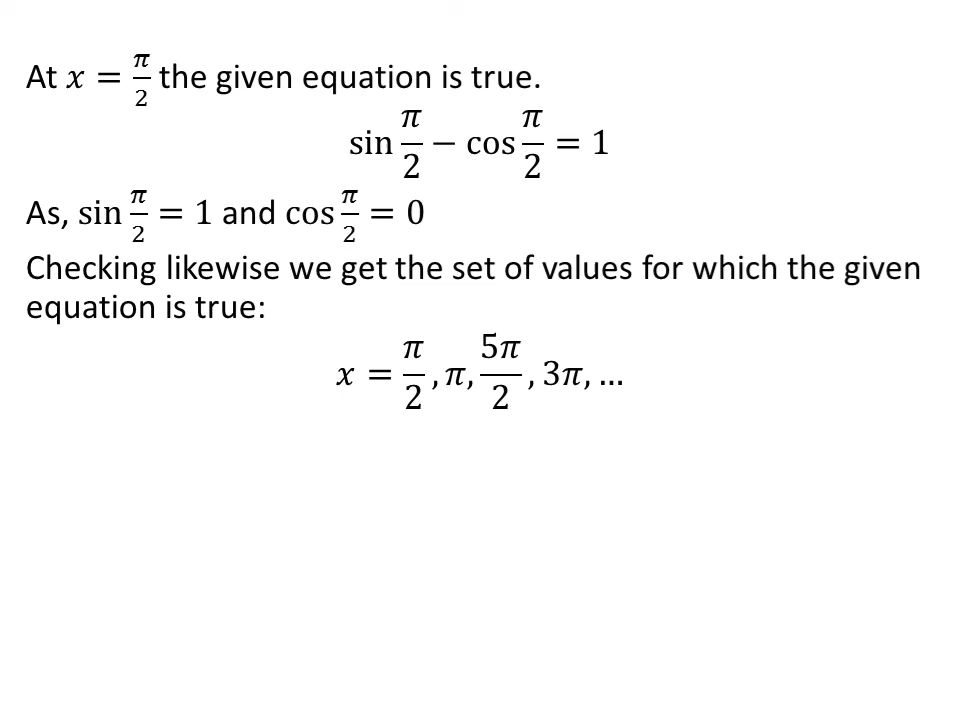 At 𝑥 = π/2 the given equation is true.
sin π/2 − cos π/2 = 1
As, sin π/2 = 1 and cos π/2 = 0
Checking likewise we get the set of values for which the given
equation is true:
𝑥 = π/2 , π, 5π/2 , 3π, …